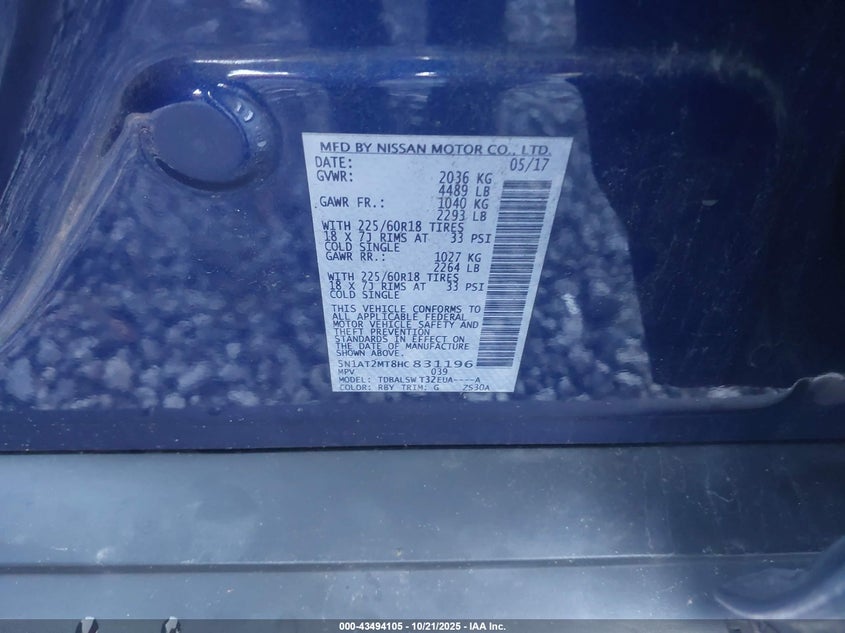 MFD BY NISSAN MOTOR CO., LTD.
DATE: 05/17
GVWR: 2036 KG
4489 LB
GAWR FR.: 1040 KG
2293 LB
WITH 225/60R18 TIRES
18 X 7J RIMS AT 33 PSI
COLD SINGLE
GAWR RR.: 1027 KG
2264 LB
WITH 225/60R18 TIRES
18 X 7J RIMS AT 33 PSI
COLD SINGLE
THIS VEHICLE CONFORMS TO
ALL APPLICABLE FEDERAL
MOTOR VEHICLE SAFETY AND
THEFT PREVENTION
STANDARDS IN EFFECT ON
THE DATE OF MANUFACTURE
SHOWN ABOVE.
5N1AT2MT8HC831196
MPV 039
MODEL: TDBALSW T32EUA----A
COLOR: RBY TRIM: G 2S30A
000-43494105 - 10/21/2025 - IAA Inc.